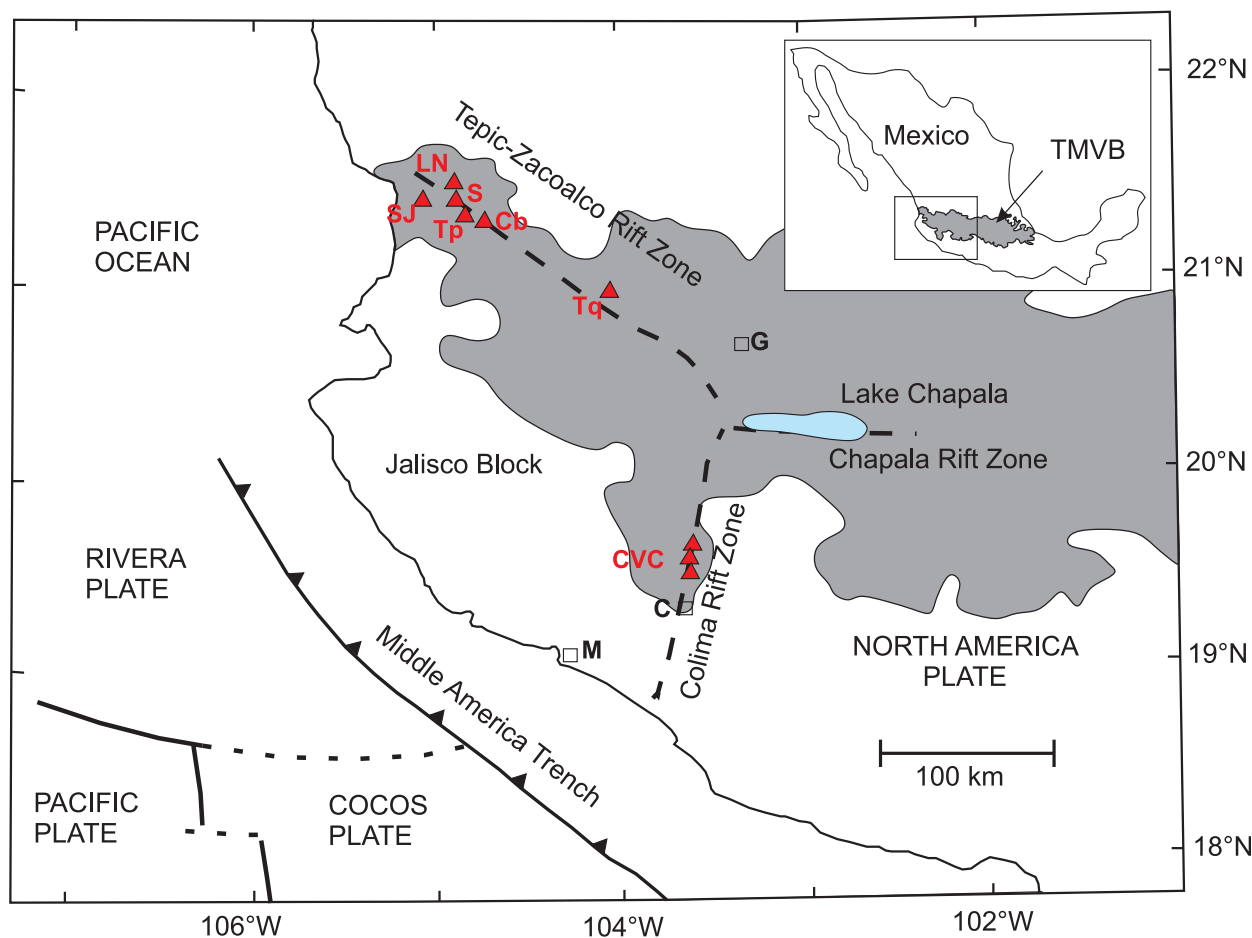 22°N
Mexico
TMVB
Tepic-Zacoalco Rift Zone
LN
S
SJ
Tp
Cb
PACIFIC
OCEAN
21°N
Tq
G
Lake Chapala
Jalisco Block
Chapala Rift Zone
20°N
RIVERA
PLATE
CVC
Colima Rift Zone
C
M
Middle America Trench
NORTH AMERICA
PLATE
19°N
100 km
PACIFIC
PLATE
COCOS
PLATE
18°N
106°W
104°W
102°W